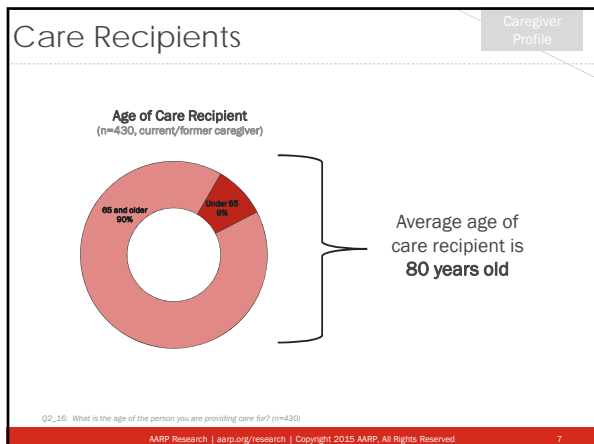 Care Recipients
Caregiver
Profile
Age of Care Recipient
(n=430, current/former caregiver)
65 and older
90%
Under 65
9%
Average age of
care recipient is
80 years old
Q2_16: What is the age of the person you are providing care for? (n=430)
AARP Research | aarp.org/research | Copyright 2015 AARP, All Rights Reserved
7